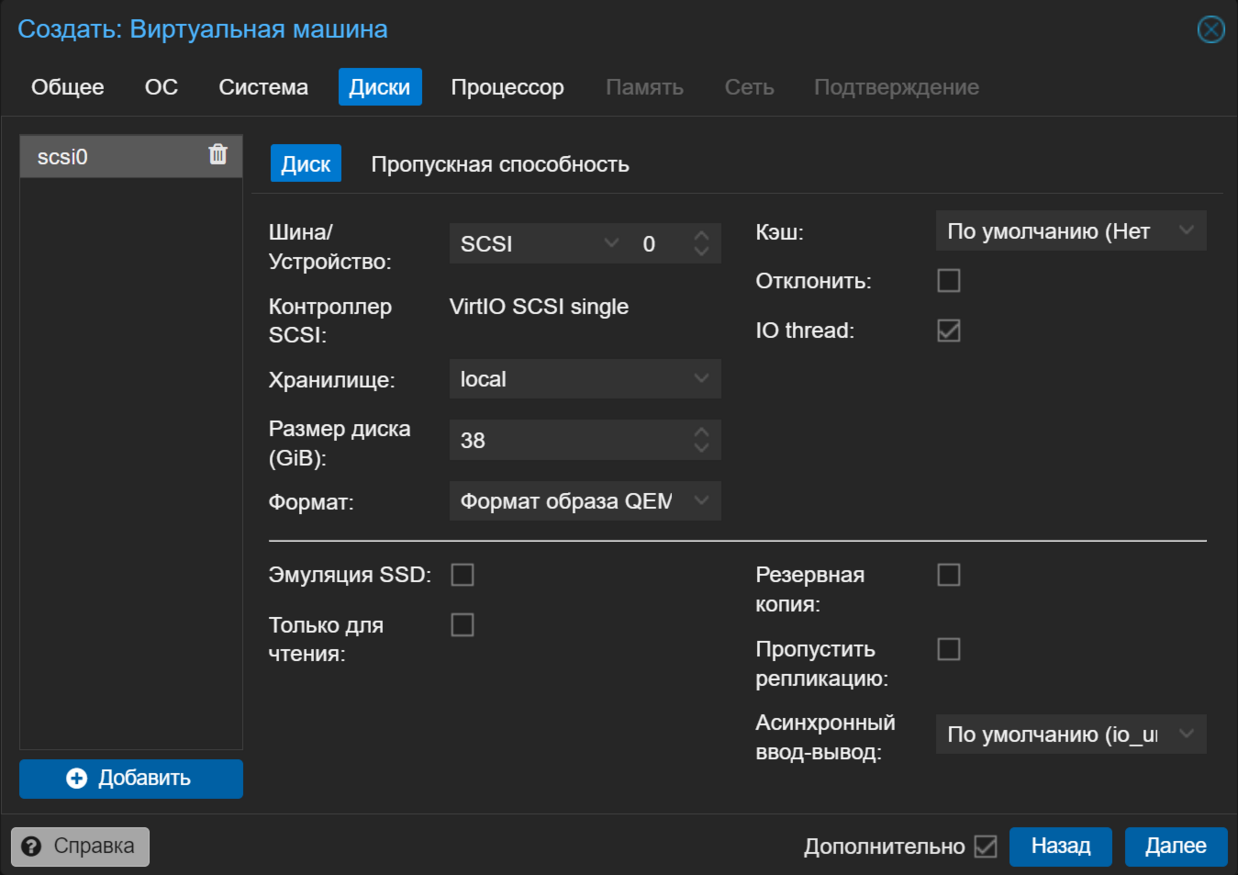 Создать: Виртуальная машина
Общее ОС Система Диски Процессор Память Сеть Подтверждение
scsi0
Диск Пропускная способность
Шина/
Устройство:
SCSI 0
Контроллер
SCSI:
VirtIO SCSI single
Хранилище: local
Размер диска
(GiB):
38
Формат: Формат образа QEM
Кэш: По умолчанию (Нет
Отклонить:
IO thread:
Эмуляция SSD:
Только для
чтения:
Резервная
копия:
Пропустить
репликацию:
Асинхронный
ввод-вывод:
По умолчанию (io_ur
Добавить
Справка
Дополнительно Назад Далее